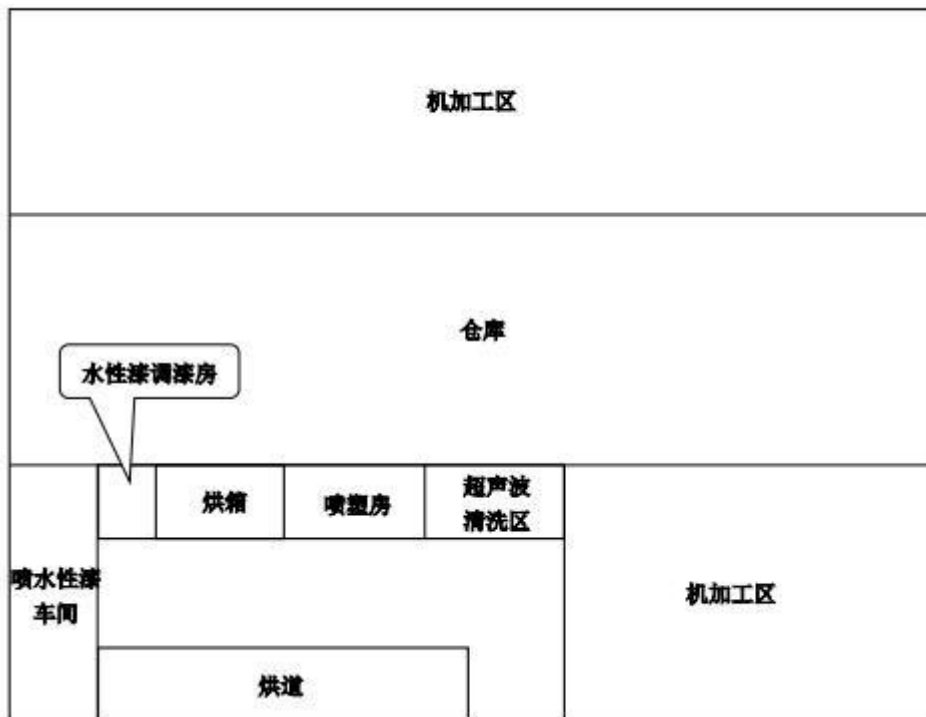 机加工区
仓库
水性漆调漆房
烘箱
喷塑房
超声波
清洗区
喷水性漆
车间
机加工区
烘道